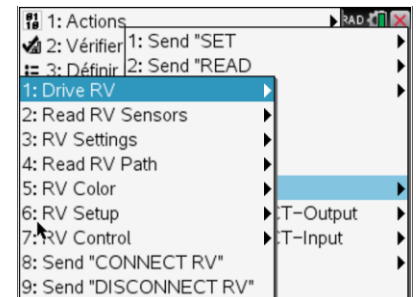 1: Actions
RAD
2: Vérifier
3: Définir
1: Send "SET
2: Send "READ
1: Drive RV
2: Read RV Sensors
3: RV Settings
4: Read RV Path
5: RV Color
6: RV Setup
7: RV Control
8: Send "CONNECT RV"
9: Send "DISCONNECT RV"
CT-Output
CT-Input